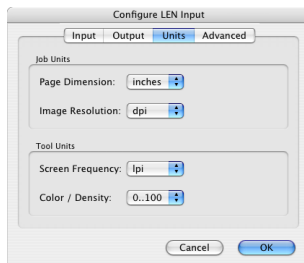 Configure LEN Input
Input Output Units Advanced
Job Units
Page Dimension: inches
Image Resolution: dpi
Tool Units
Screen Frequency: lpi
Color / Density: 0..100
Cancel OK